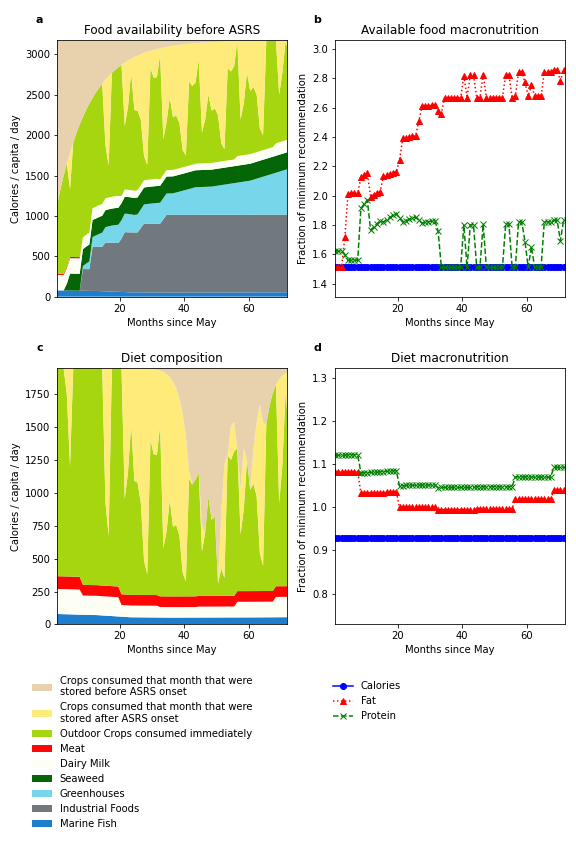 a
Food availability before ASRS
Calories / capita / day
3000
2500
2000
1500
1000
500
0
20
40
60
Months since May
b
Available food macronutrition
Fraction of minimum recommendation
3.0
2.8
2.6
2.4
2.2
2.0
1.8
1.6
1.4
20
40
60
Months since May
c
Diet composition
Calories / capita / day
1750
1500
1250
1000
750
500
250
0
20
40
60
Months since May
d
Diet macronutrition
Fraction of minimum recommendation
1.3
1.2
1.1
1.0
0.9
0.8
20
40
60
Months since May
Crops consumed that month that were
stored before ASRS onset
Crops consumed that month that were
stored after ASRS onset
Outdoor Crops consumed immediately
Meat
Dairy Milk
Seaweed
Greenhouses
Industrial Foods
Marine Fish
Calories
Fat
Protein